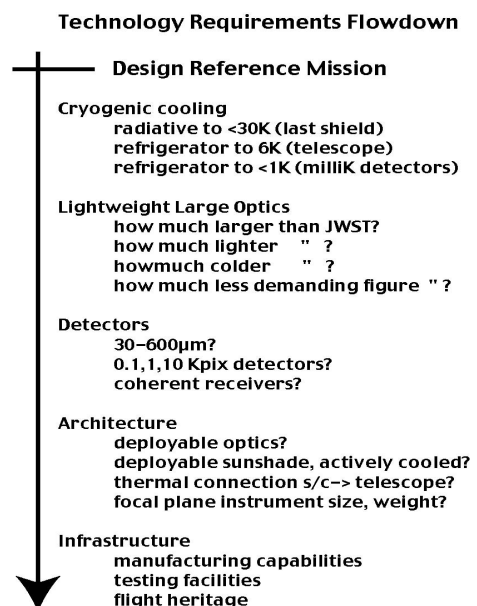 Technology Requirements Flowdown
Design Reference Mission
Cryogenic cooling
radiative to <30K (last shield)
refrigerator to 6K (telescope)
refrigerator to <1K (milliK detectors)
Lightweight Large Optics
how much larger than JWST?
how much lighter " ?
howmuch colder " ?
how much less demanding figure " ?
Detectors
30-600µm?
0.1,1,10 Kpix detectors?
coherent receivers?
Architecture
deployable optics?
deployable sunshade, actively cooled?
thermal connection s/c-> telescope?
focal plane instrument size, weight?
Infrastructure
manufacturing capabilities
testing facilities
flight heritage